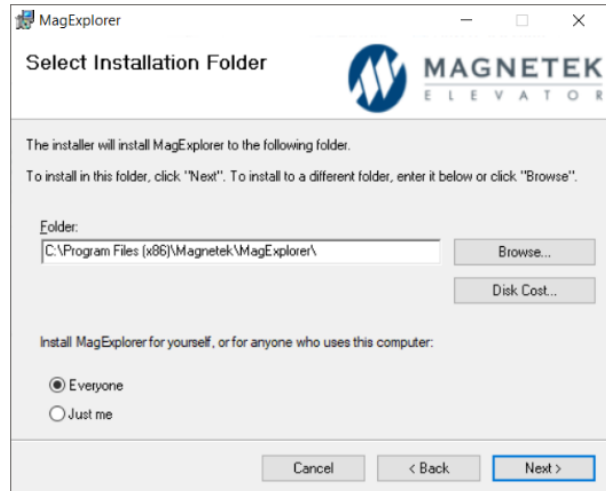 MagExplorer
Select Installation Folder
MAGNETEK
ELEVATOR
The installer will install MagExplorer to the following folder.
To install in this folder, click "Next". To install to a different folder, enter it below or click "Browse".
Folder:
C:\Program Files (x86)\Magnetek\MagExplorer\
Browse...
Disk Cost...
Install MagExplorer for yourself, or for anyone who uses this computer:
Everyone
Just me
Cancel
< Back
Next >